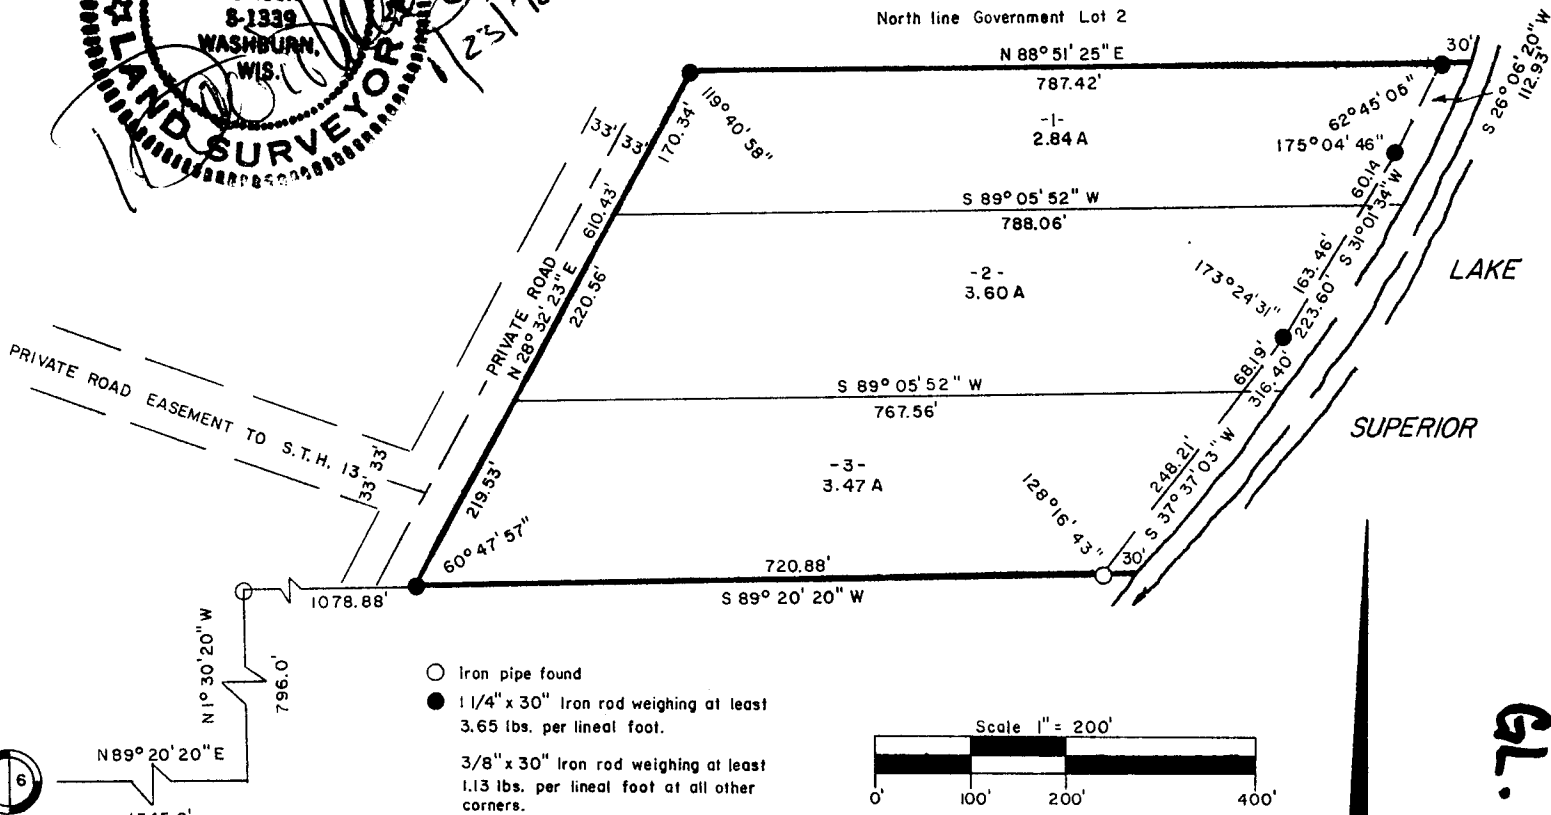 S-1339
WASHBURN,
WIS.
LAND SURVEYOR
North line Government Lot 2
N 88° 51' 25" E
787.42'
30'
S 26° 06' 20" W
112.93'
62° 45' 06"
175° 04' 46"
119° 40' 58"
170.34'
33' 33'
-1-
2.84 A
60.14
S 31° 01' 34" W
S 89° 05' 52" W
788.06'
610.43'
PRIVATE ROAD
N 28° 32' 23" E
220.56'
-2-
3.60 A
173° 24' 31"
163.46'
223.60'
LAKE
SUPERIOR
PRIVATE ROAD EASEMENT TO S.T.H. 13
33' 33'
S 89° 05' 52" W
767.56'
68.19'
316.40'
219.53'
-3-
3.47 A
248.21'
S 37° 37' 03" W
128° 16' 43"
60° 47' 57"
30'
720.88'
S 89° 20' 20" W
1078.88'
N 1° 30' 20" W
796.0'
N 89° 20' 20" E
6
Iron pipe found
1 1/4" x 30" Iron rod weighing at least
3.65 lbs. per lineal foot.
3/8" x 30" Iron rod weighing at least
1.13 lbs. per lineal foot at all other
corners.
Scale 1" = 200'
0' 100' 200' 400'
GL.